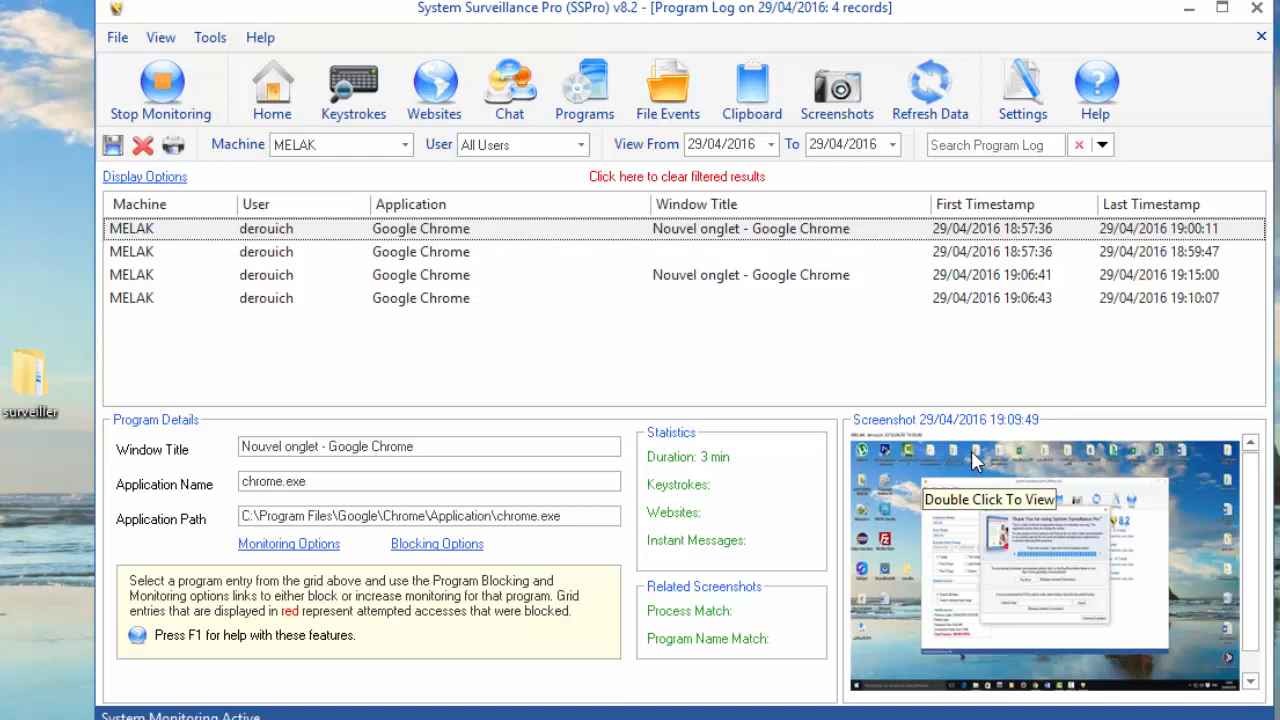 System Surveillance Pro (SSPro) v8.2 - [Program Log on 29/04/2016: 4 records]
File View Tools Help
Stop Monitoring Home Keystrokes Websites Chat Programs File Events Clipboard Screenshots Refresh Data Settings Help
Machine MELAK User All Users View From 29/04/2016 To 29/04/2016 Search Program Log
Display Options Click here to clear filtered results
Machine User Application Window Title First Timestamp Last Timestamp
MELAK derouich Google Chrome Nouvel onglet - Google Chrome 29/04/2016 18:57:36 29/04/2016 19:00:11
MELAK derouich Google Chrome 29/04/2016 18:57:36 29/04/2016 18:59:47
MELAK derouich Google Chrome Nouvel onglet - Google Chrome 29/04/2016 19:06:41 29/04/2016 19:15:00
MELAK derouich Google Chrome 29/04/2016 19:06:43 29/04/2016 19:10:07
surveiller
Program Details
Window Title Nouvel onglet - Google Chrome
Application Name chrome.exe
Application Path C:\Program Files\Google\Chrome\Application\chrome.exe
Monitoring Options Blocking Options
Select a program entry from the grid above and use the Program Blocking and
Monitoring options links to either block or increase monitoring for that program. Grid
entries that are displayed in red are restricted accesses that were blocked.
Press F1 for help with these features.
Statistics
Duration: 3 min
Keystrokes:
Websites:
Instant Messages:
Related Screenshots
Process Match:
Program Name Match:
Screenshot 29/04/2016 19:09:49
Double Click To View
Thank You for using System Surveillance Pro
8.2
System Monitoring Active